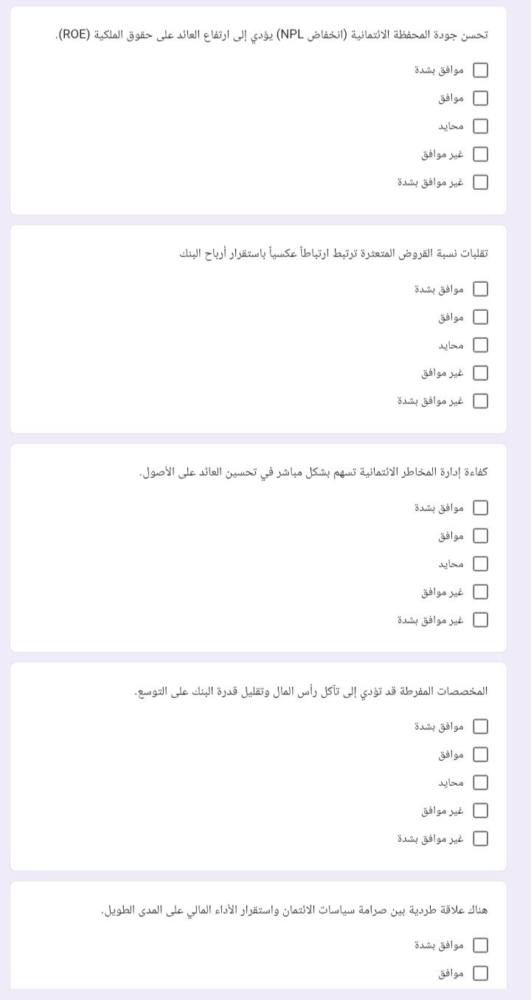 تحسن جودة المحفظة الائتمانية (انخفاض NPL) يؤدي إلى ارتفاع العائد على حقوق الملكية (ROE).
موافق بشدة
موافق
محايد
غير موافق
غير موافق بشدة
تقلبات نسبة القروض المتعثرة ترتبط ارتباطاً عكسياً باستقرار أرباح البنك
موافق بشدة
موافق
محايد
غير موافق
غير موافق بشدة
كفاءة إدارة المخاطر الائتمانية تسهم بشكل مباشر في تحسين العائد على الأصول.
موافق بشدة
موافق
محايد
غير موافق
غير موافق بشدة
المخصصات المفرطة قد تؤدي إلى تآكل رأس المال وتقليل قدرة البنك على التوسع.
موافق بشدة
موافق
محايد
غير موافق
غير موافق بشدة
هناك علاقة طردية بين صرامة سياسات الائتمان واستقرار الأداء المالي على المدى الطويل.
موافق بشدة
موافق